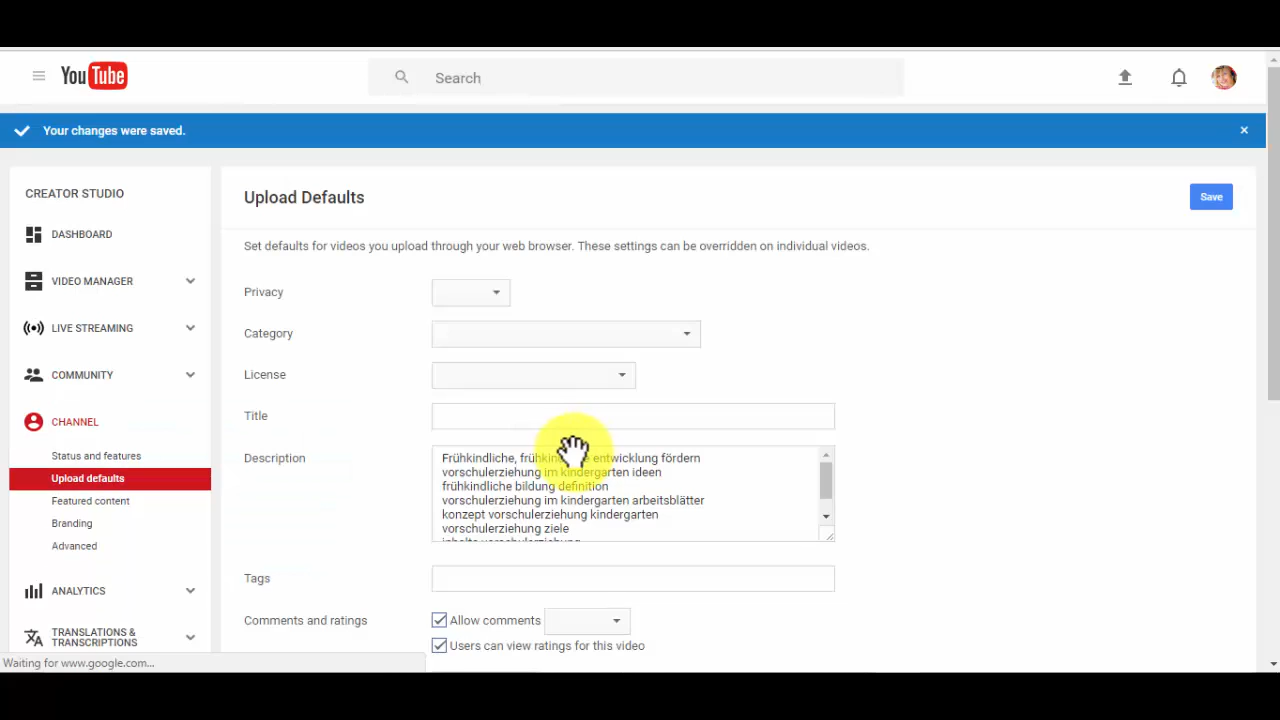 YouTube
Search
Your changes were saved.
CREATOR STUDIO
Upload Defaults
Save
DASHBOARD
Set defaults for videos you upload through your web browser. These settings can be overridden on individual videos.
VIDEO MANAGER
Privacy
LIVE STREAMING
Category
COMMUNITY
License
CHANNEL
Title
Status and features
Description
Frühkindliche, frühkindliche entwicklung fördern
vorschulerziehung im kindergarten ideen
Upload defaults
frühkindliche bildung definition
Featured content
vorschulerziehung im kindergarten arbeitsblätter
konzept vorschulerziehung kindergarten
Branding
vorschulerziehung ziele
Advanced
inhalte vorschulerziehung
Tags
ANALYTICS
Comments and ratings
Allow comments
TRANSLATIONS &
TRANSCRIPTIONS
Users can view ratings for this video
Waiting for www.google.com...